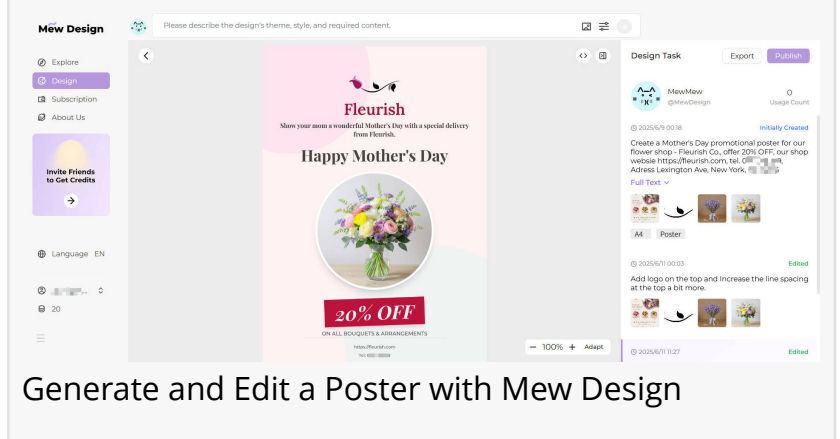 Mew Design
Please describe the design's theme, style, and required content.
Explore
Design
Subscription
About Us
Invite Friends
to Get Credits
Language EN
20
Fleurish
Show your mom a wonderful Mother's Day with a special delivery
from Fleurish.
Happy Mother's Day
20% OFF
ON ALL BOUQUETS & ARRANGEMENTS
https://fleurish.com
Tel:
100%
Adapt
Design Task
Export
Publish
MewMew
@MewDesign
0
Usage Count
2025/6/9 00:18
Initially Created
Create a Mother's Day promotional poster for our
flower shop - Fleurish Co., offer 20% OFF, our shop
websie https://fleurish.com, tel.
Adress Lexington Ave, New York,
Full Text
A4
Poster
2025/6/11 00:03
Edited
Add logo on the top and increase the line spacing
at the top a bit more.
2025/6/11 11:27
Edited
Generate and Edit a Poster with Mew Design